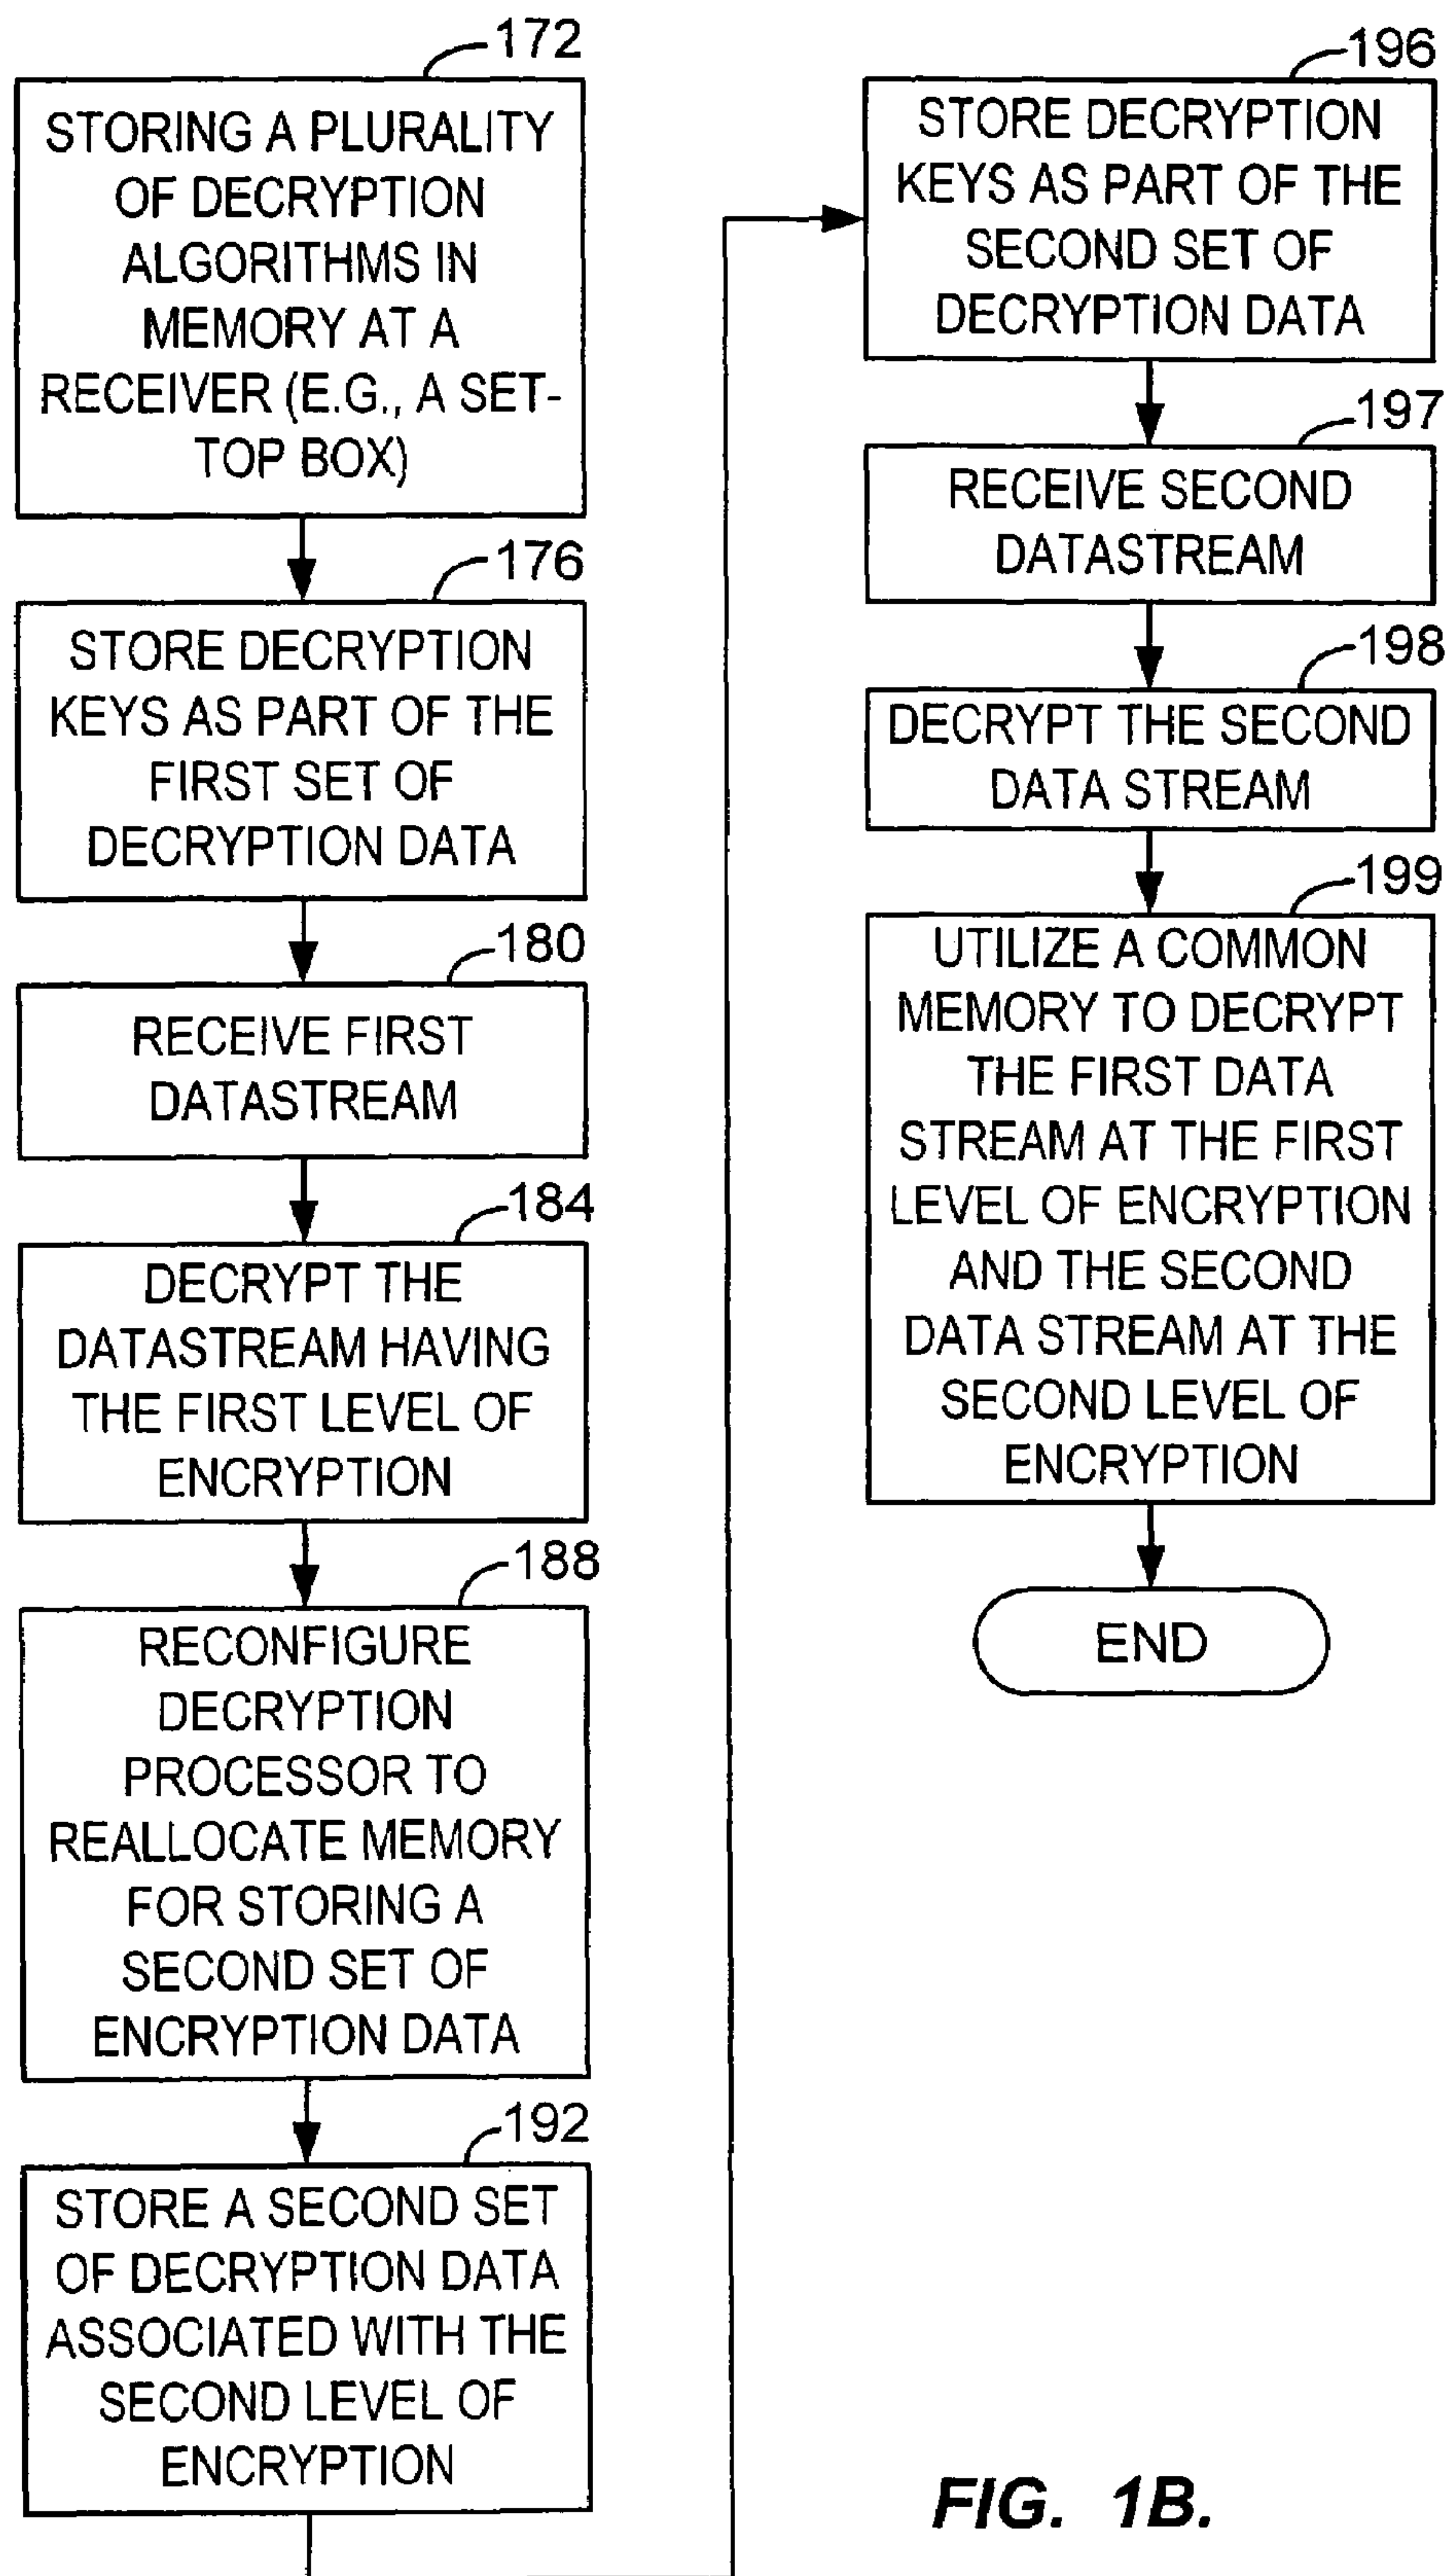 172
STORING A PLURALITY
OF DECRYPTION
ALGORITHMS IN
MEMORY AT A
RECEIVER (E.G., A SET-
TOP BOX)
176
STORE DECRYPTION
KEYS AS PART OF THE
FIRST SET OF
DECRYPTION DATA
180
RECEIVE FIRST
DATASTREAM
184
DECRYPT THE
DATASTREAM HAVING
THE FIRST LEVEL OF
ENCRYPTION
188
RECONFIGURE
DECRYPTION
PROCESSOR TO
REALLOCATE MEMORY
FOR STORING A
SECOND SET OF
ENCRYPTION DATA
192
STORE A SECOND SET
OF DECRYPTION DATA
ASSOCIATED WITH THE
SECOND LEVEL OF
ENCRYPTION
196
STORE DECRYPTION
KEYS AS PART OF THE
SECOND SET OF
DECRYPTION DATA
197
RECEIVE SECOND
DATASTREAM
198
DECRYPT THE SECOND
DATA STREAM
199
UTILIZE A COMMON
MEMORY TO DECRYPT
THE FIRST DATA
STREAM AT THE FIRST
LEVEL OF ENCRYPTION
AND THE SECOND
DATA STREAM AT THE
SECOND LEVEL OF
ENCRYPTION
END
FIG. 1B.